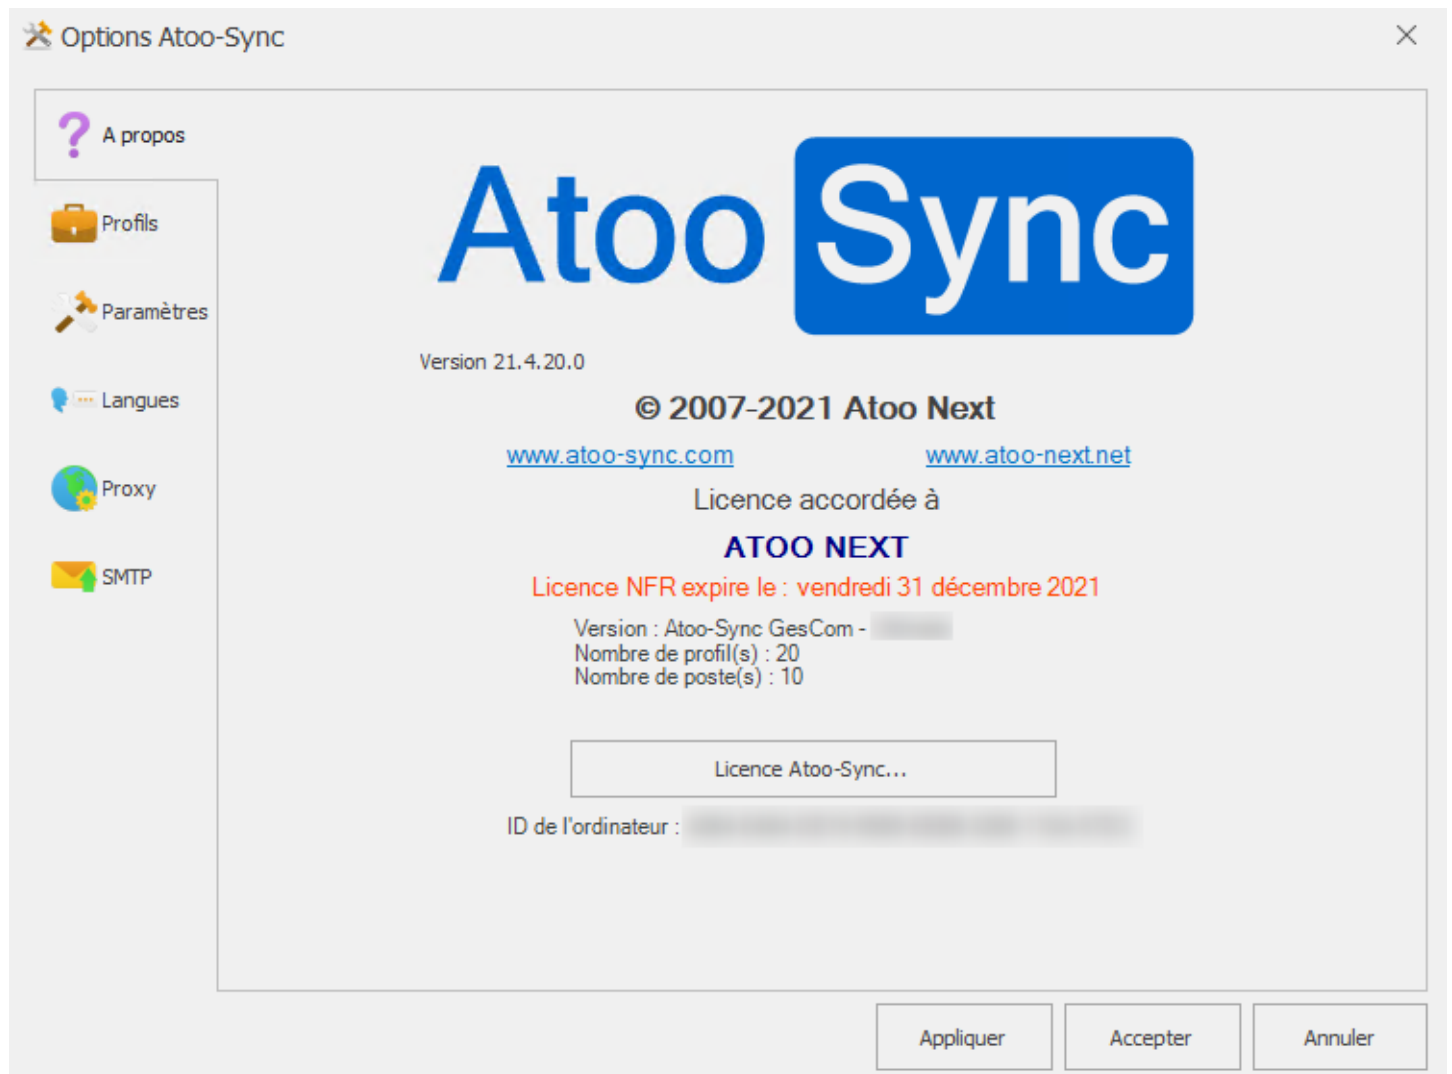 Options Atoo-Sync
A propos
Profils
Paramètres
Langues
Proxy
SMTP
Atoo Sync
Version 21.4.20.0
© 2007-2021 Atoo Next
www.atoo-sync.com www.atoo-next.net
Licence accordée à
ATOO NEXT
Licence NFR expire le : vendredi 31 décembre 2021
Version : Atoo-Sync GesCom -
Nombre de profil(s) : 20
Nombre de poste(s) : 10
Licence Atoo-Sync...
ID de l'ordinateur :
Appliquer Accepter Annuler